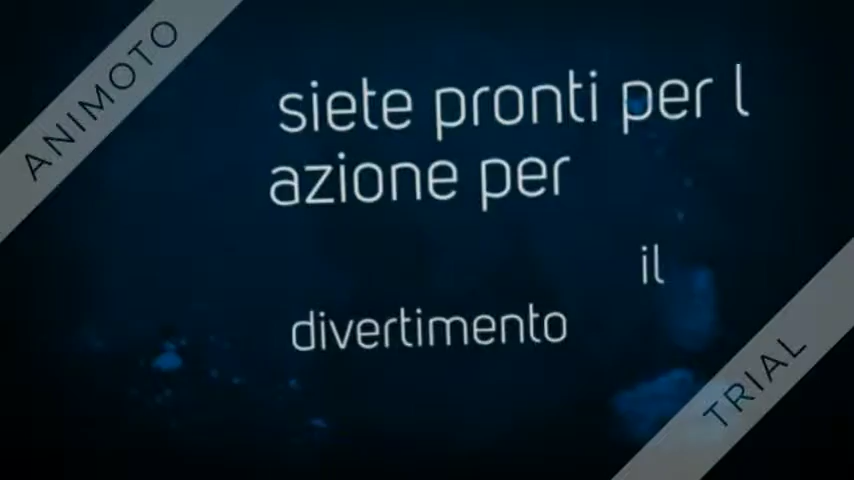 ANIMOTO
siete pronti per l
azione per
il
divertimento
TRIAL